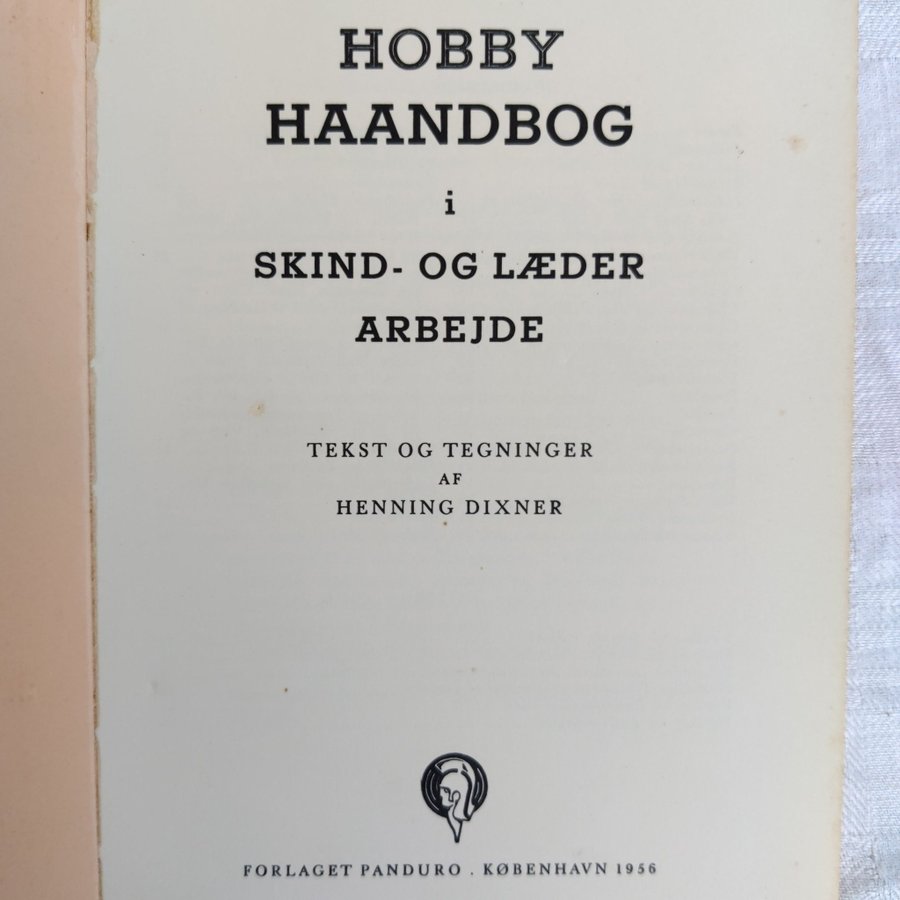 HOBBY
HAANDBOG
i
SKIND- OG LÆDER
ARBEJDE
TEKST OG TEGNINGER
AF
HENNING DIXNER
FORLAGET PANDURO . KØBENHAVN 1956